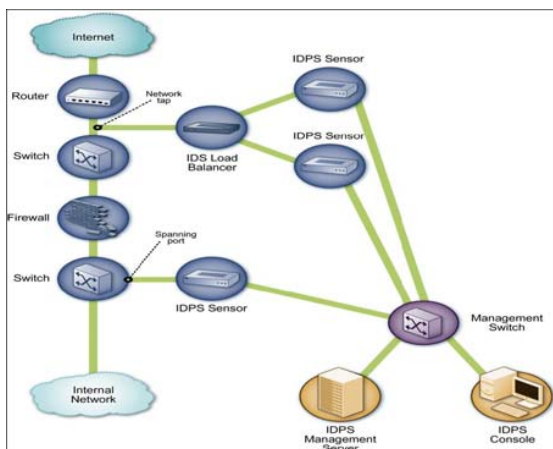 Internet
IDPS Sensor
Router
Network
tap
IDPS Sensor
Switch
IDS Load
Balancer
Firewall
Spanning
port
Switch
IDPS Sensor
Management
Switch
Internal
Network
IDPS
Management
Server
IDPS
Console